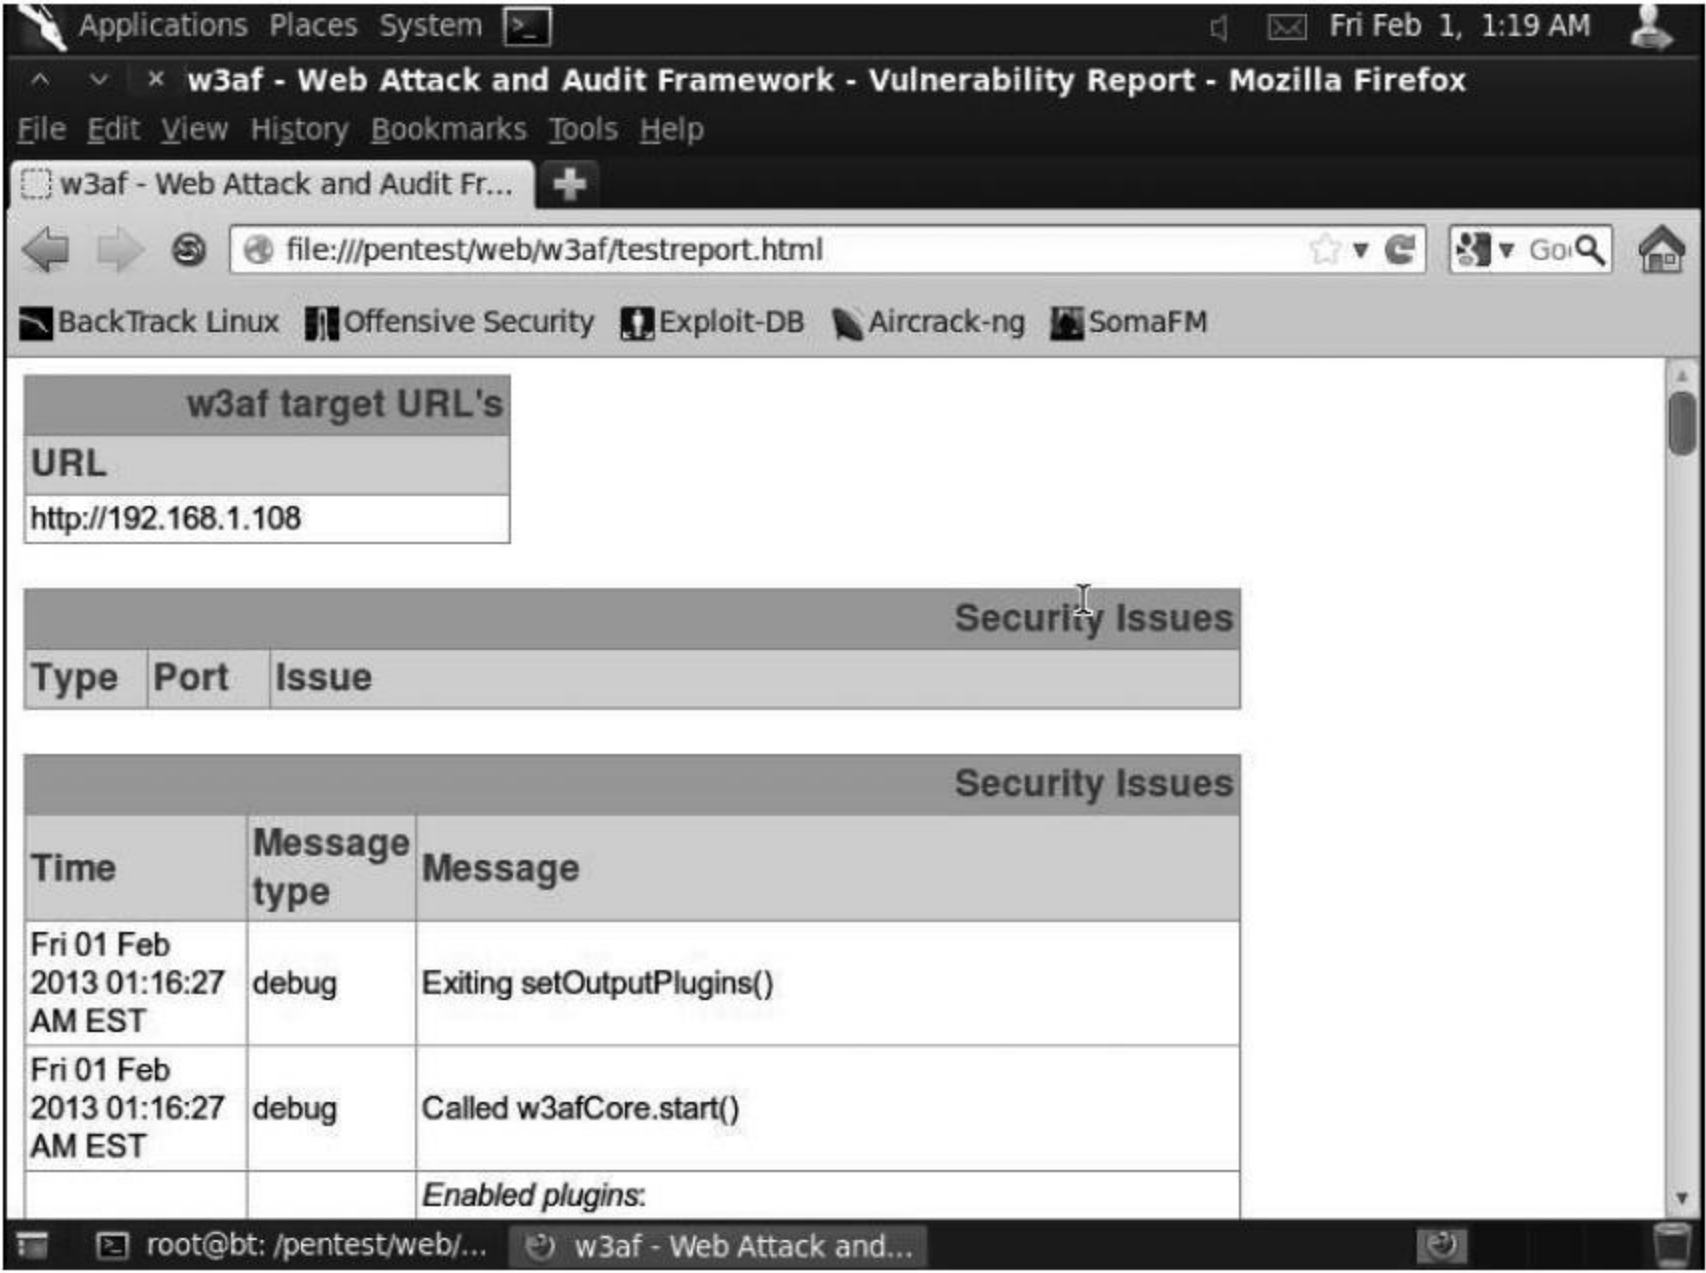 Applications Places System Fri Feb 1, 1:19 AM
w3af - Web Attack and Audit Framework - Vulnerability Report - Mozilla Firefox
File Edit View History Bookmarks Tools Help
w3af - Web Attack and Audit Fr...
file:///pentest/web/w3af/testreport.html
BackTrack Linux Offensive Security Exploit-DB Aircrack-ng SomaFM
w3af target URL's
URL
http://192.168.1.108
Security Issues
Type Port Issue
Security Issues
Time Message type Message
Fri 01 Feb
2013 01:16:27 debug Exiting setOutputPlugins()
AM EST
Fri 01 Feb
2013 01:16:27 debug Called w3afCore.start()
AM EST
Enabled plugins:
root@bt: /pentest/web/... w3af - Web Attack and...